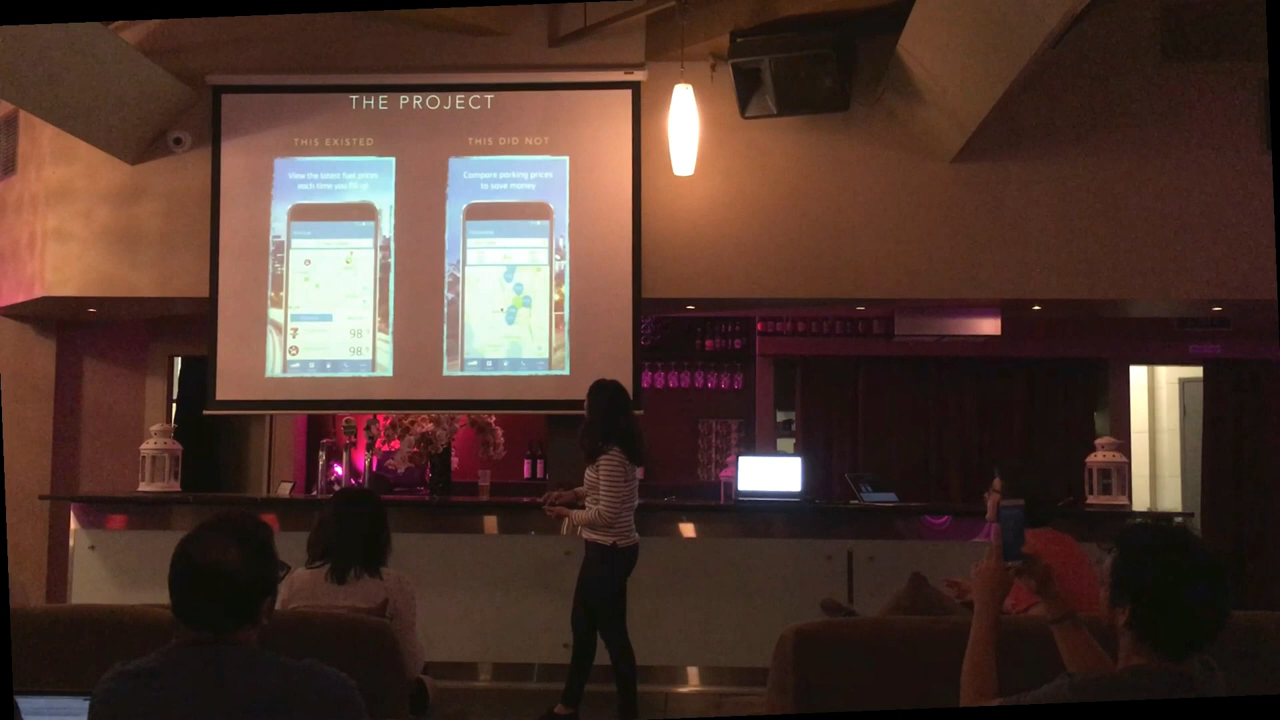 THE PROJECT
THIS EXISTED
THIS DID NOT
View the latest fuel prices
each time you fill up
Compare parking prices
to save money
98.
98.